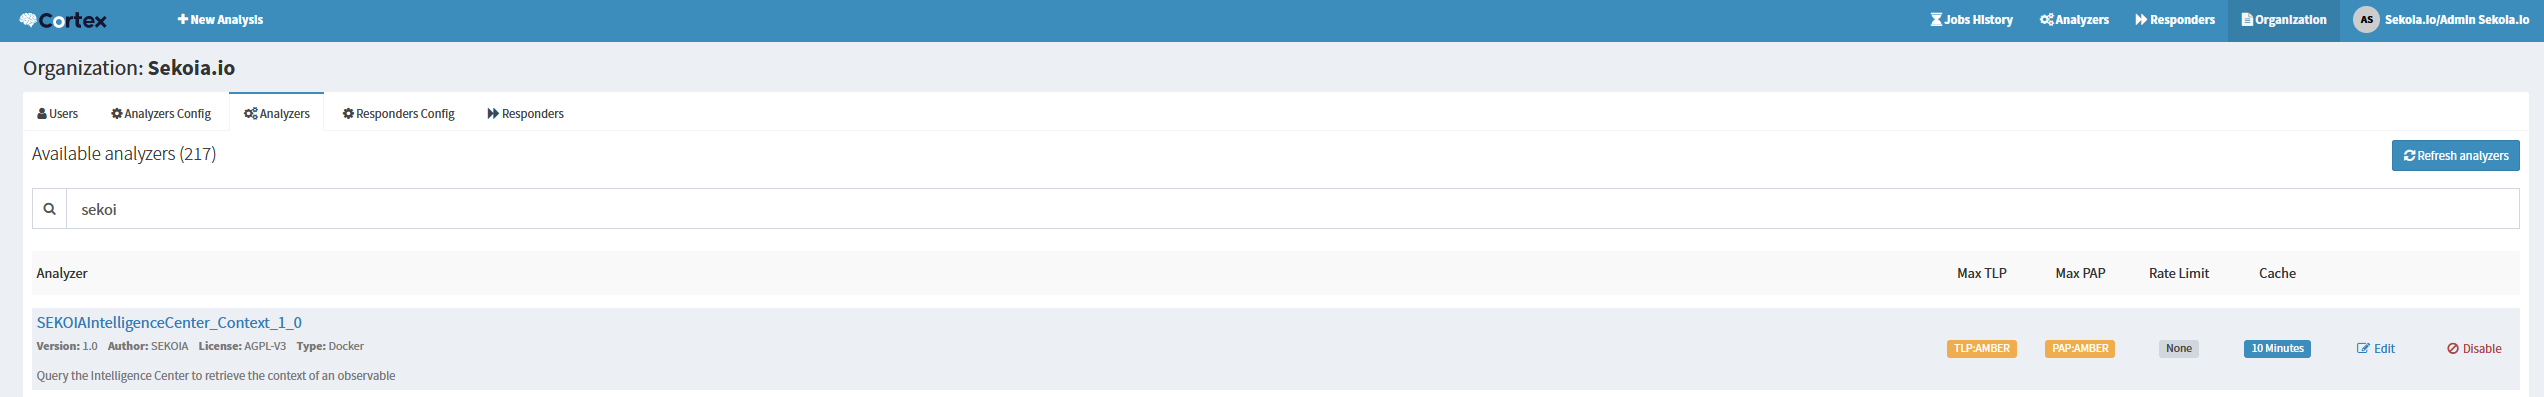 Cortex New Analysis Jobs History Analyzers Responders Organization AS Sekoia.io/Admin Sekoia.io
Organization: Sekoia.io
Users Analyzers Config Analyzers Responders Config Responders
Available analyzers (217) Refresh analyzers
sekoi
Analyzer Max TLP Max PAP Rate Limit Cache
SEKOIAIntelligenceCenter_Context_1_0
Version: 1.0 Author: SEKOIA License: AGPL-V3 Type: Docker TLP:AMBER PAP:AMBER None 10 Minutes Edit Disable
Query the Intelligence Center to retrieve the context of an observable